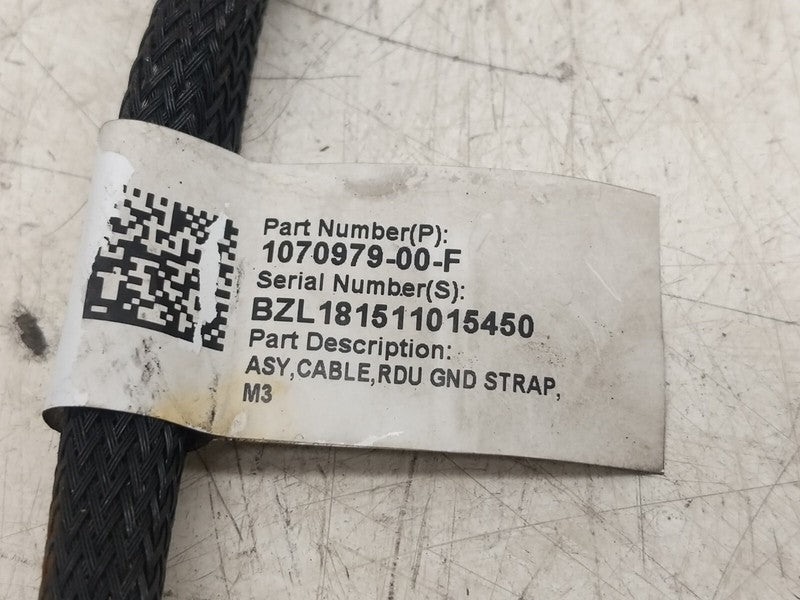 Part Number(P):
1070979-00-F
Serial Number(S):
BZL181511015450
Part Description:
ASY,CABLE,RDU GND STRAP,
M3